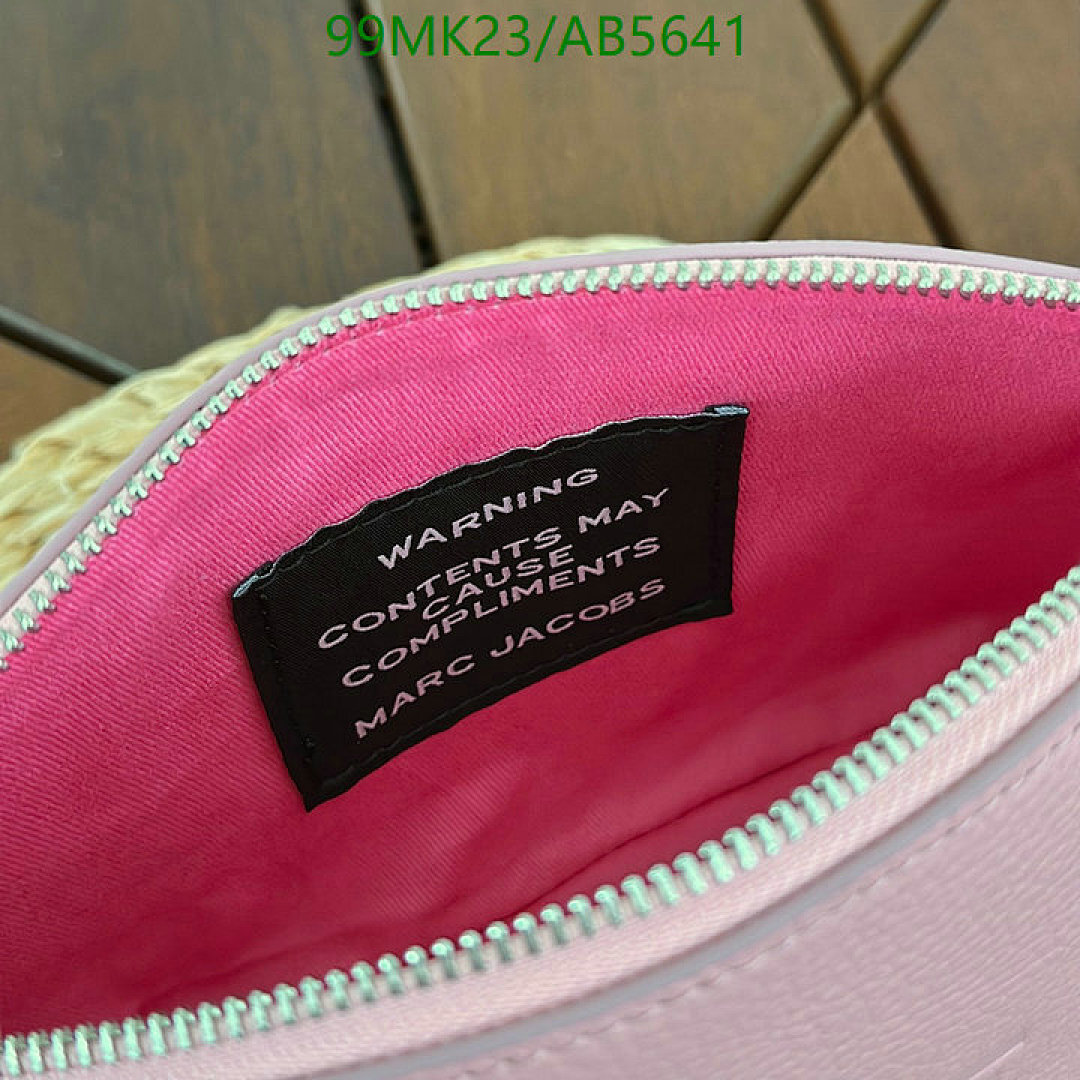 99MK23/AB5641
WARNING
CONTENTS MAY
CAUSE
COMPLIMENTS
MARC JACOBS